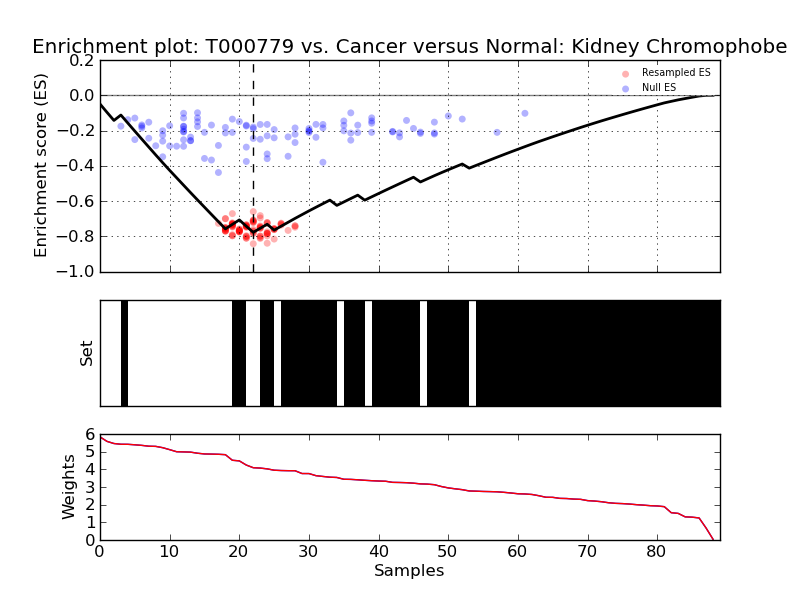 Enrichment plot: T000779 vs. Cancer versus Normal: Kidney Chromophobe
Enrichment score (ES)
0.2
0.0
−0.2
−0.4
−0.6
−0.8
−1.0
Resampled ES
Null ES
Set
Weights
6
5
4
3
2
1
0
0 10 20 30 40 50 60 70 80
Samples